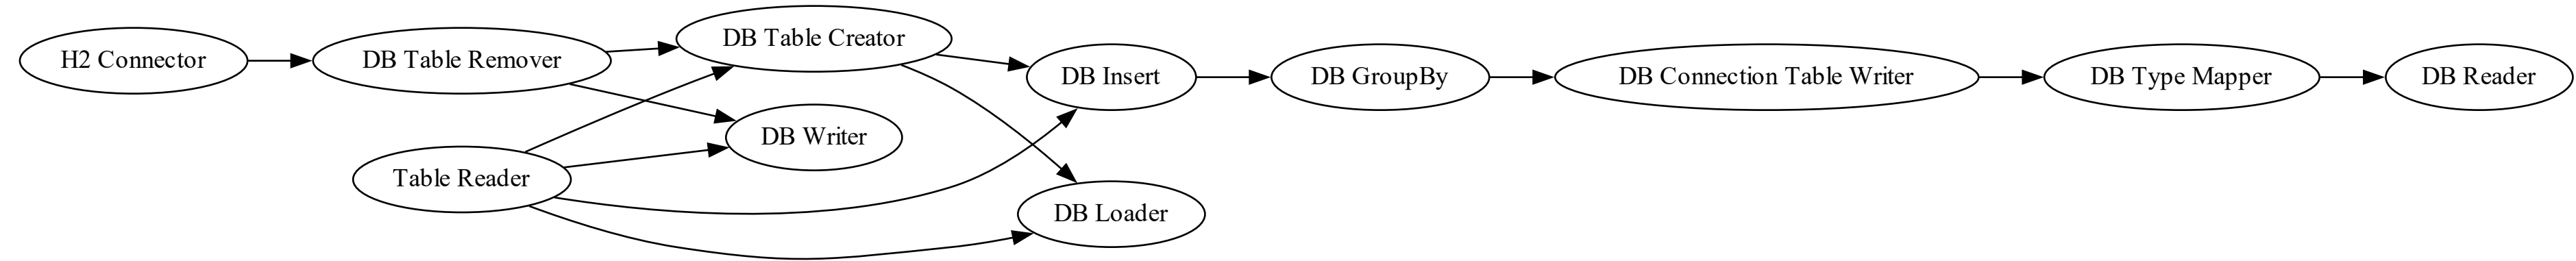 H2 Connector
DB Table Remover
DB Table Creator
DB Insert
DB GroupBy
DB Connection Table Writer
DB Type Mapper
DB Reader
DB Writer
Table Reader
DB Loader